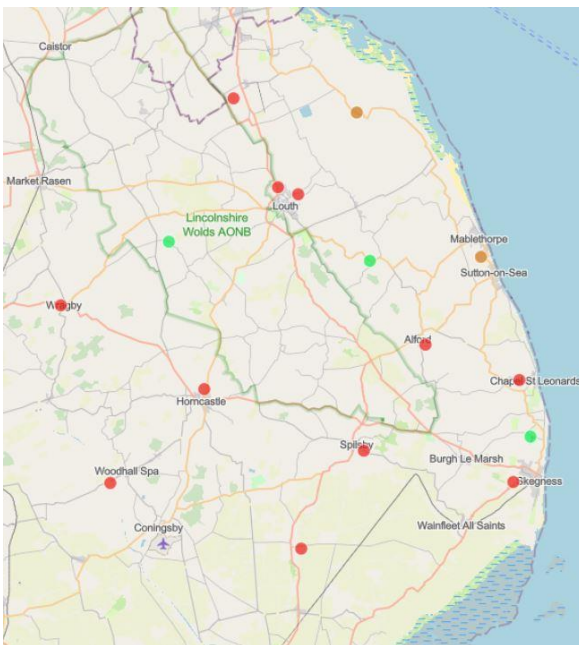 Caistor
Market Rasen
Louth
Lincolnshire
Wolds AONB
Mablethorpe
Sutton-on-Sea
Wragby
Alford
Chapel St Leonards
Horncastle
Spilsby
Burgh Le Marsh
Woodhall Spa
Skegness
Coningsby
Wainfleet All Saints